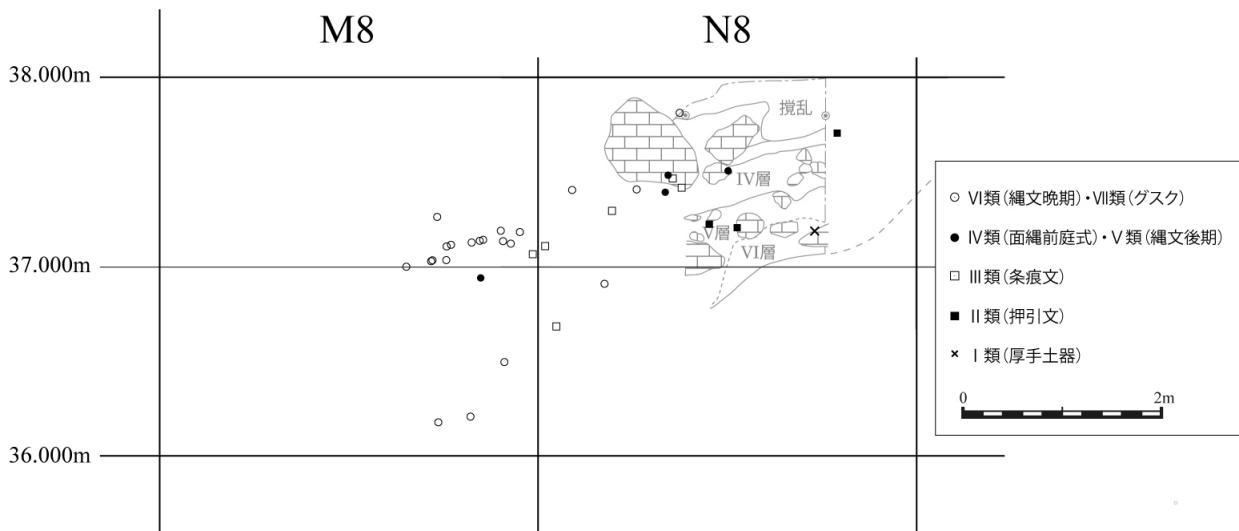 M8
N8
38.000m
37.000m
36.000m
撹乱
Ⅳ層
Ⅴ層
Ⅵ層
Ⅵ類(縄文晩期)・Ⅶ類(グスク)
Ⅳ類(面縄前庭式)・Ⅴ類(縄文後期)
Ⅲ類(条痕文)
Ⅱ類(押引文)
Ⅰ類(厚手土器)
0
2m